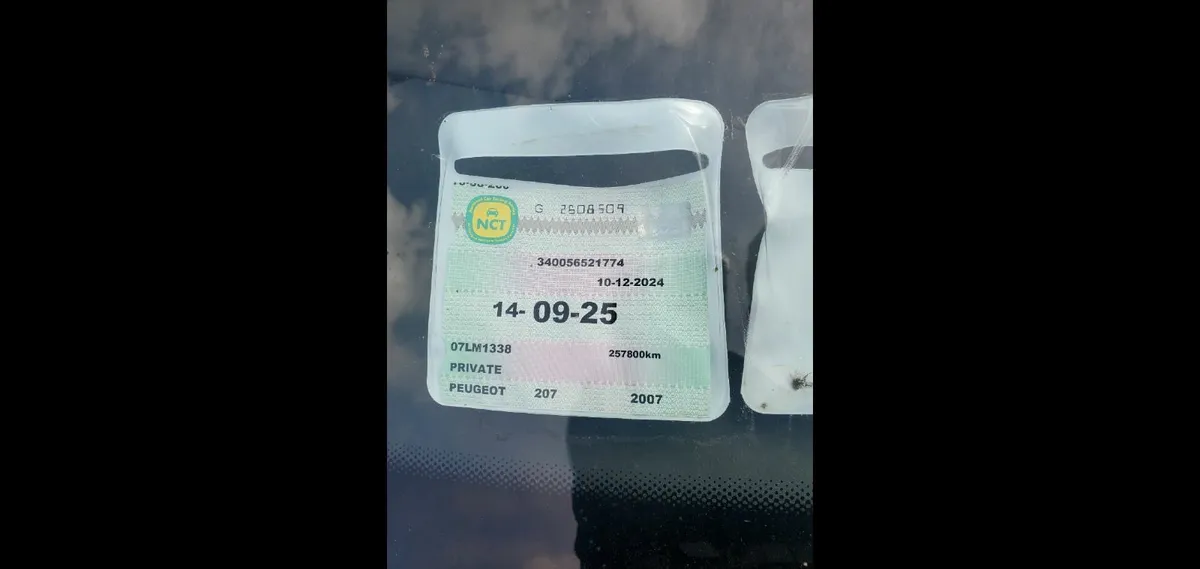 NCT
G 2608509
340056521774
10-12-2024
14- 09-25
07LM1338
257800km
PRIVATE
PEUGEOT 207 2007